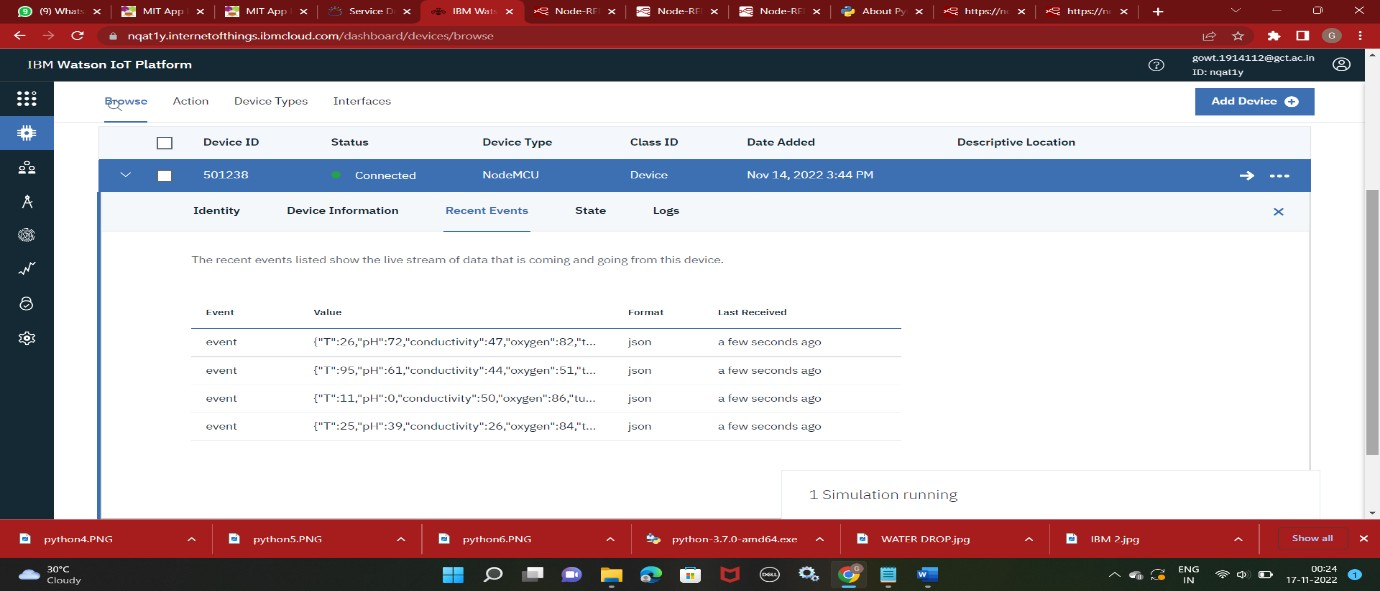 (9) Whats
MIT App
MIT App
Service De
IBM Wats
Node-RE
Node-RE
Node-RE
About Py
https://n
https://n
nqat1y.internetofthings.ibmcloud.com/dashboard/devices/browse
G
IBM Watson IoT Platform
gowt.1914112@gct.ac.in
ID: nqat1y
Browse Action Device Types Interfaces
Add Device
Device ID Status Device Type Class ID Date Added Descriptive Location
501238 Connected NodeMCU Device Nov 14, 2022 3:44 PM
Identity Device Information Recent Events State Logs
The recent events listed show the live stream of data that is coming and going from this device.
Event Value Format Last Received
event {"T":26,"pH":72,"conductivity":47,"oxygen":82,"t... json a few seconds ago
event {"T":95,"pH":61,"conductivity":44,"oxygen":51,"t... json a few seconds ago
event {"T":11,"pH":0,"conductivity":50,"oxygen":86,"tu... json a few seconds ago
event {"T":25,"pH":39,"conductivity":26,"oxygen":84,"t... json a few seconds ago
1 Simulation running
python4.PNG python5.PNG python6.PNG python-3.7.0-amd64.exe WATER DROP.jpg IBM 2.jpg Show all
30°C
Cloudy
DELL
ENG
IN
00:24
17-11-2022
1